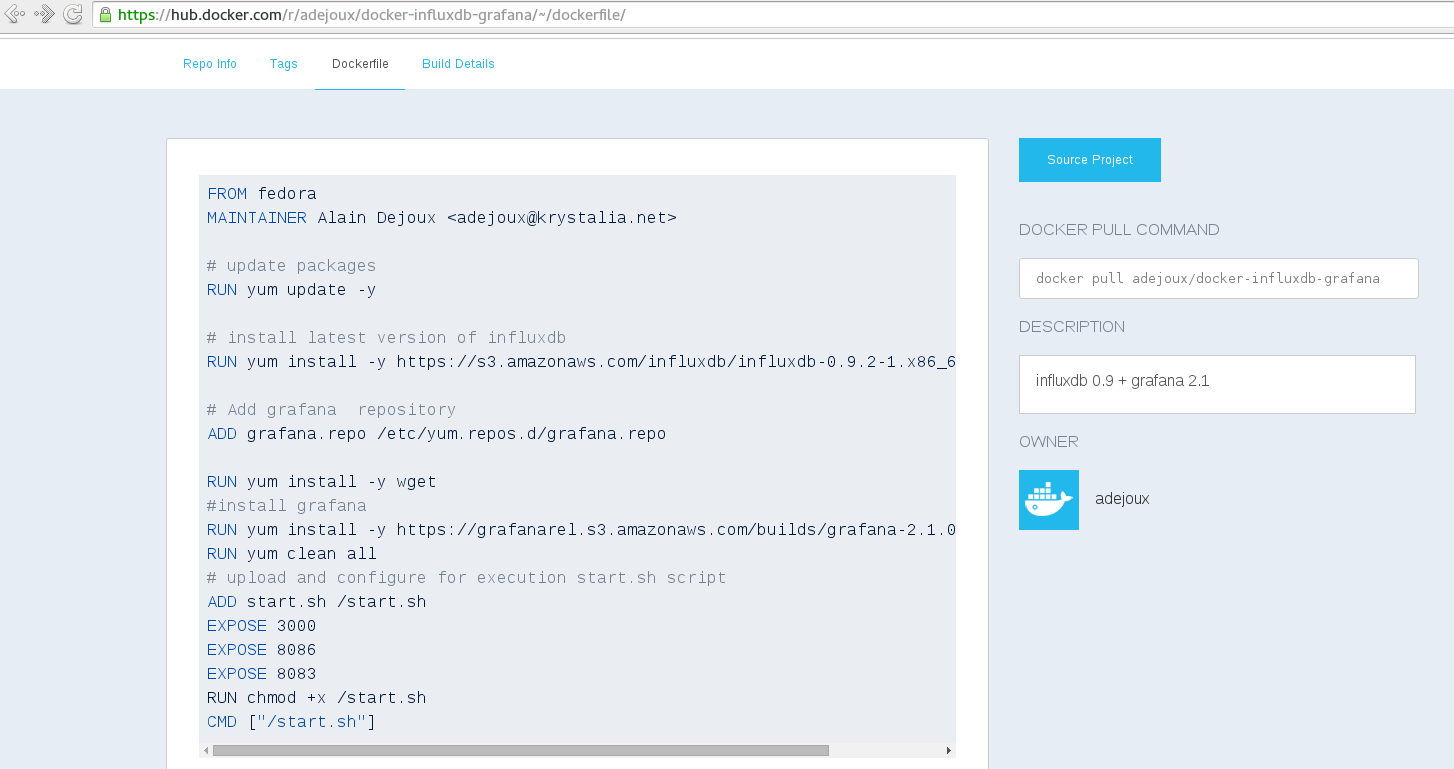 https://hub.docker.com/r/adejoux/docker-influxdb-grafana/~/dockerfile/
Repo Info Tags Dockerfile Build Details
FROM fedora
MAINTAINER Alain Dejoux <adejoux@krystalia.net>
# update packages
RUN yum update -y
# install latest version of influxdb
RUN yum install -y https://s3.amazonaws.com/influxdb/influxdb-0.9.2-1.x86_6
# Add grafana  repository
ADD grafana.repo /etc/yum.repos.d/grafana.repo
RUN yum install -y wget
#install grafana
RUN yum install -y https://grafanarel.s3.amazonaws.com/builds/grafana-2.1.0
RUN yum clean all
# upload and configure for execution start.sh script
ADD start.sh /start.sh
EXPOSE 3000
EXPOSE 8086
EXPOSE 8083
RUN chmod +x /start.sh
CMD ["/start.sh"]
Source Project
DOCKER PULL COMMAND
docker pull adejoux/docker-influxdb-grafana
DESCRIPTION
influxdb 0.9 + grafana 2.1
OWNER
adejoux